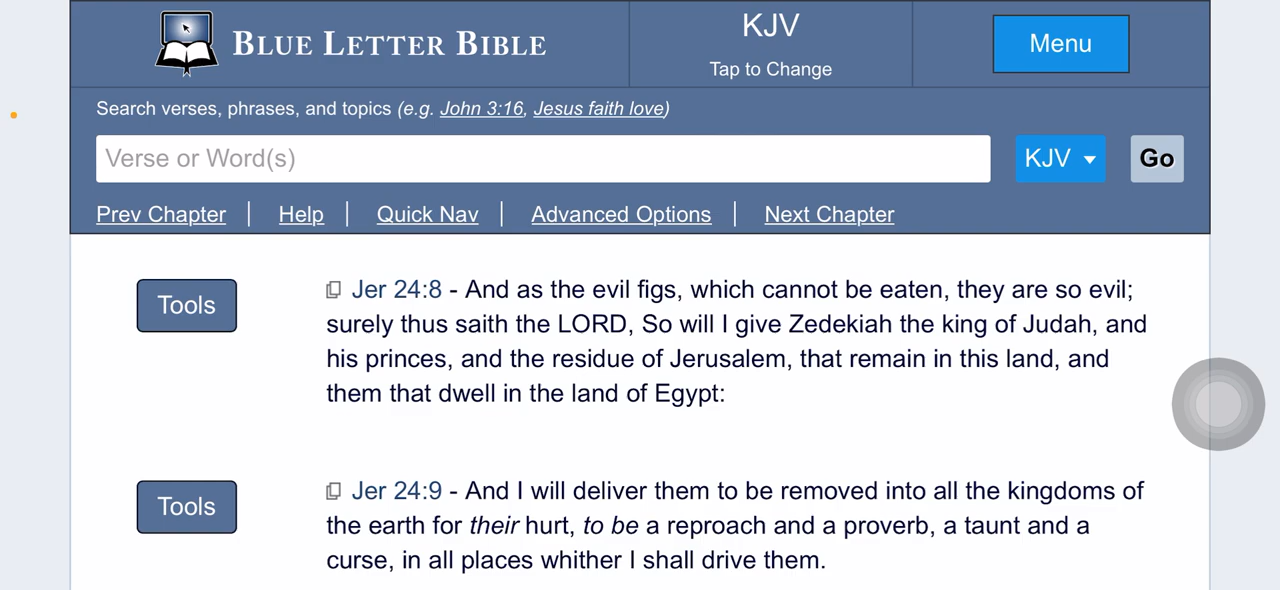 BLUE LETTER BIBLE
KJV
Tap to Change
Menu
Search verses, phrases, and topics (e.g. John 3:16, Jesus faith love)
Verse or Word(s)
KJV
Go
Prev Chapter | Help | Quick Nav | Advanced Options | Next Chapter
Tools
Jer 24:8 - And as the evil figs, which cannot be eaten, they are so evil;
surely thus saith the LORD, So will I give Zedekiah the king of Judah, and
his princes, and the residue of Jerusalem, that remain in this land, and
them that dwell in the land of Egypt:
Tools
Jer 24:9 - And I will deliver them to be removed into all the kingdoms of
the earth for their hurt, to be a reproach and a proverb, a taunt and a
curse, in all places whither I shall drive them.